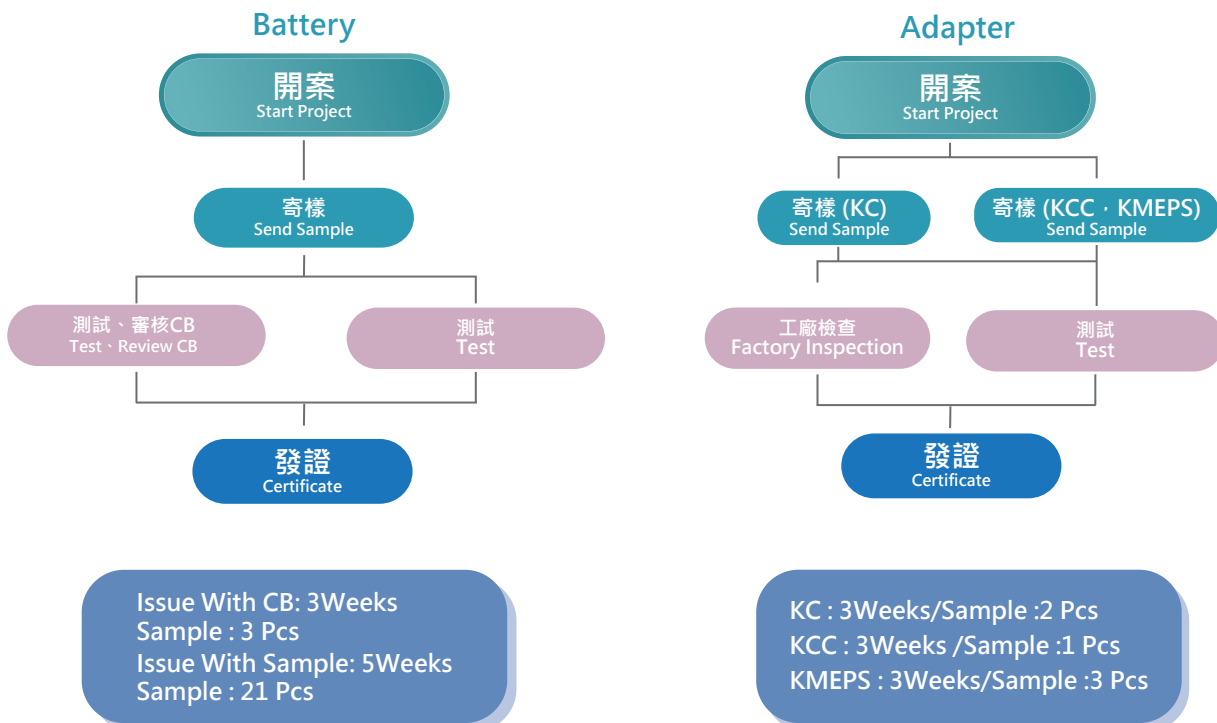 Battery
開案
Start Project
寄樣
Send Sample
測試、審核CB
Test、Review CB
測試
Test
發證
Certificate
Issue With CB: 3Weeks
Sample : 3 Pcs
Issue With Sample: 5Weeks
Sample : 21 Pcs
Adapter
開案
Start Project
寄樣 (KC)
Send Sample
寄樣 (KCC，KMEPS)
Send Sample
工廠檢查
Factory Inspection
測試
Test
發證
Certificate
KC : 3Weeks/Sample :2 Pcs
KCC : 3Weeks /Sample :1 Pcs
KMEPS : 3Weeks/Sample :3 Pcs